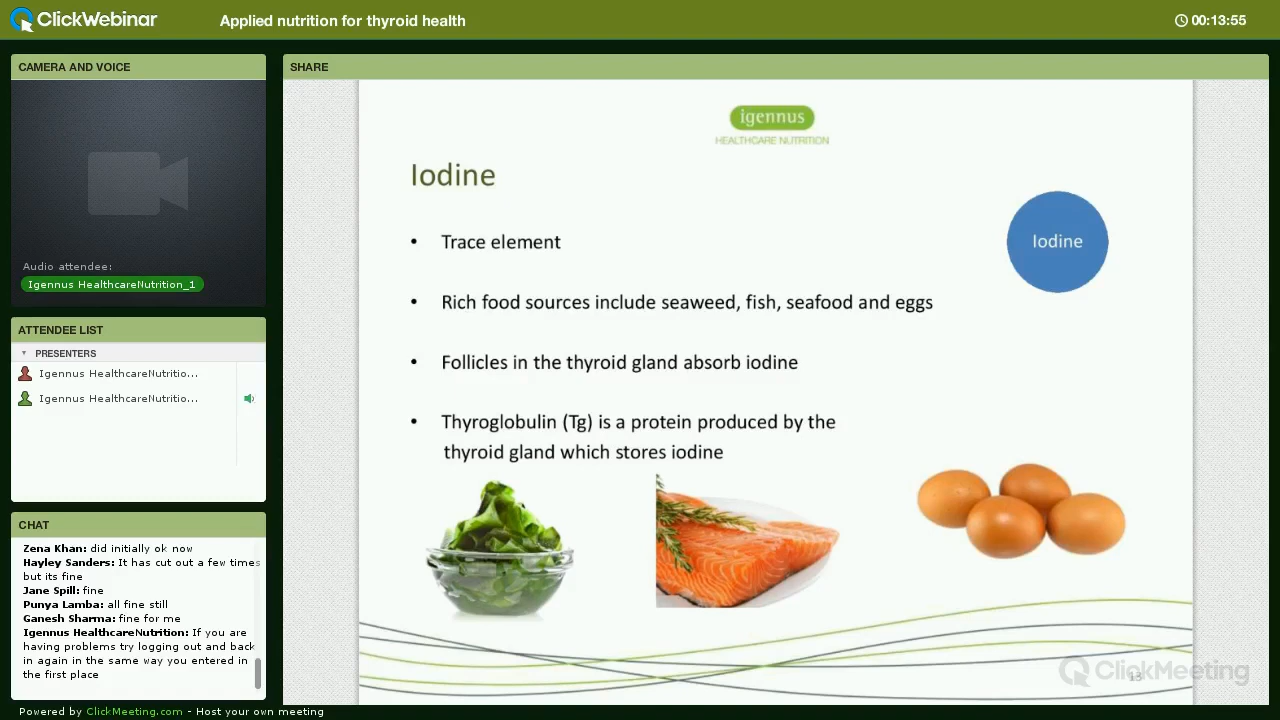 ClickWebinar
Applied nutrition for thyroid health
00:13:55
CAMERA AND VOICE
Audio attendee:
Igennus HealthcareNutrition_1
ATTENDEE LIST
PRESENTERS
Igennus HealthcareNutritio...
Igennus HealthcareNutritio...
CHAT
Zena Khan: did initially ok now
Hayley Sanders: It has cut out a few times
but its fine
Jane Spill: fine
Punya Lamba: all fine still
Ganesh Sharma: fine for me
Igennus HealthcareNutrition: If you are
having problems try logging out and back
in again in the same way you entered in
the first place
SHARE
igennus
HEALTHCARE NUTRITION
Iodine
Iodine
• Trace element
• Rich food sources include seaweed, fish, seafood and eggs
• Follicles in the thyroid gland absorb iodine
• Thyroglobulin (Tg) is a protein produced by the
thyroid gland which stores iodine
13
ClickMeeting
Powered by ClickMeeting.com - Host your own meeting